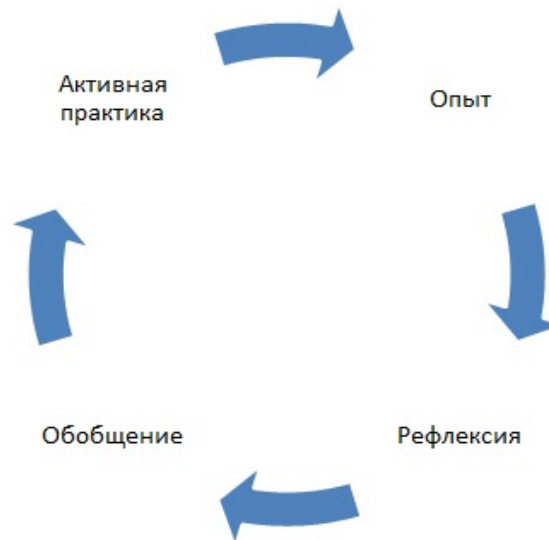 Активная
практика
Опыт
Обобщение
Рефлексия